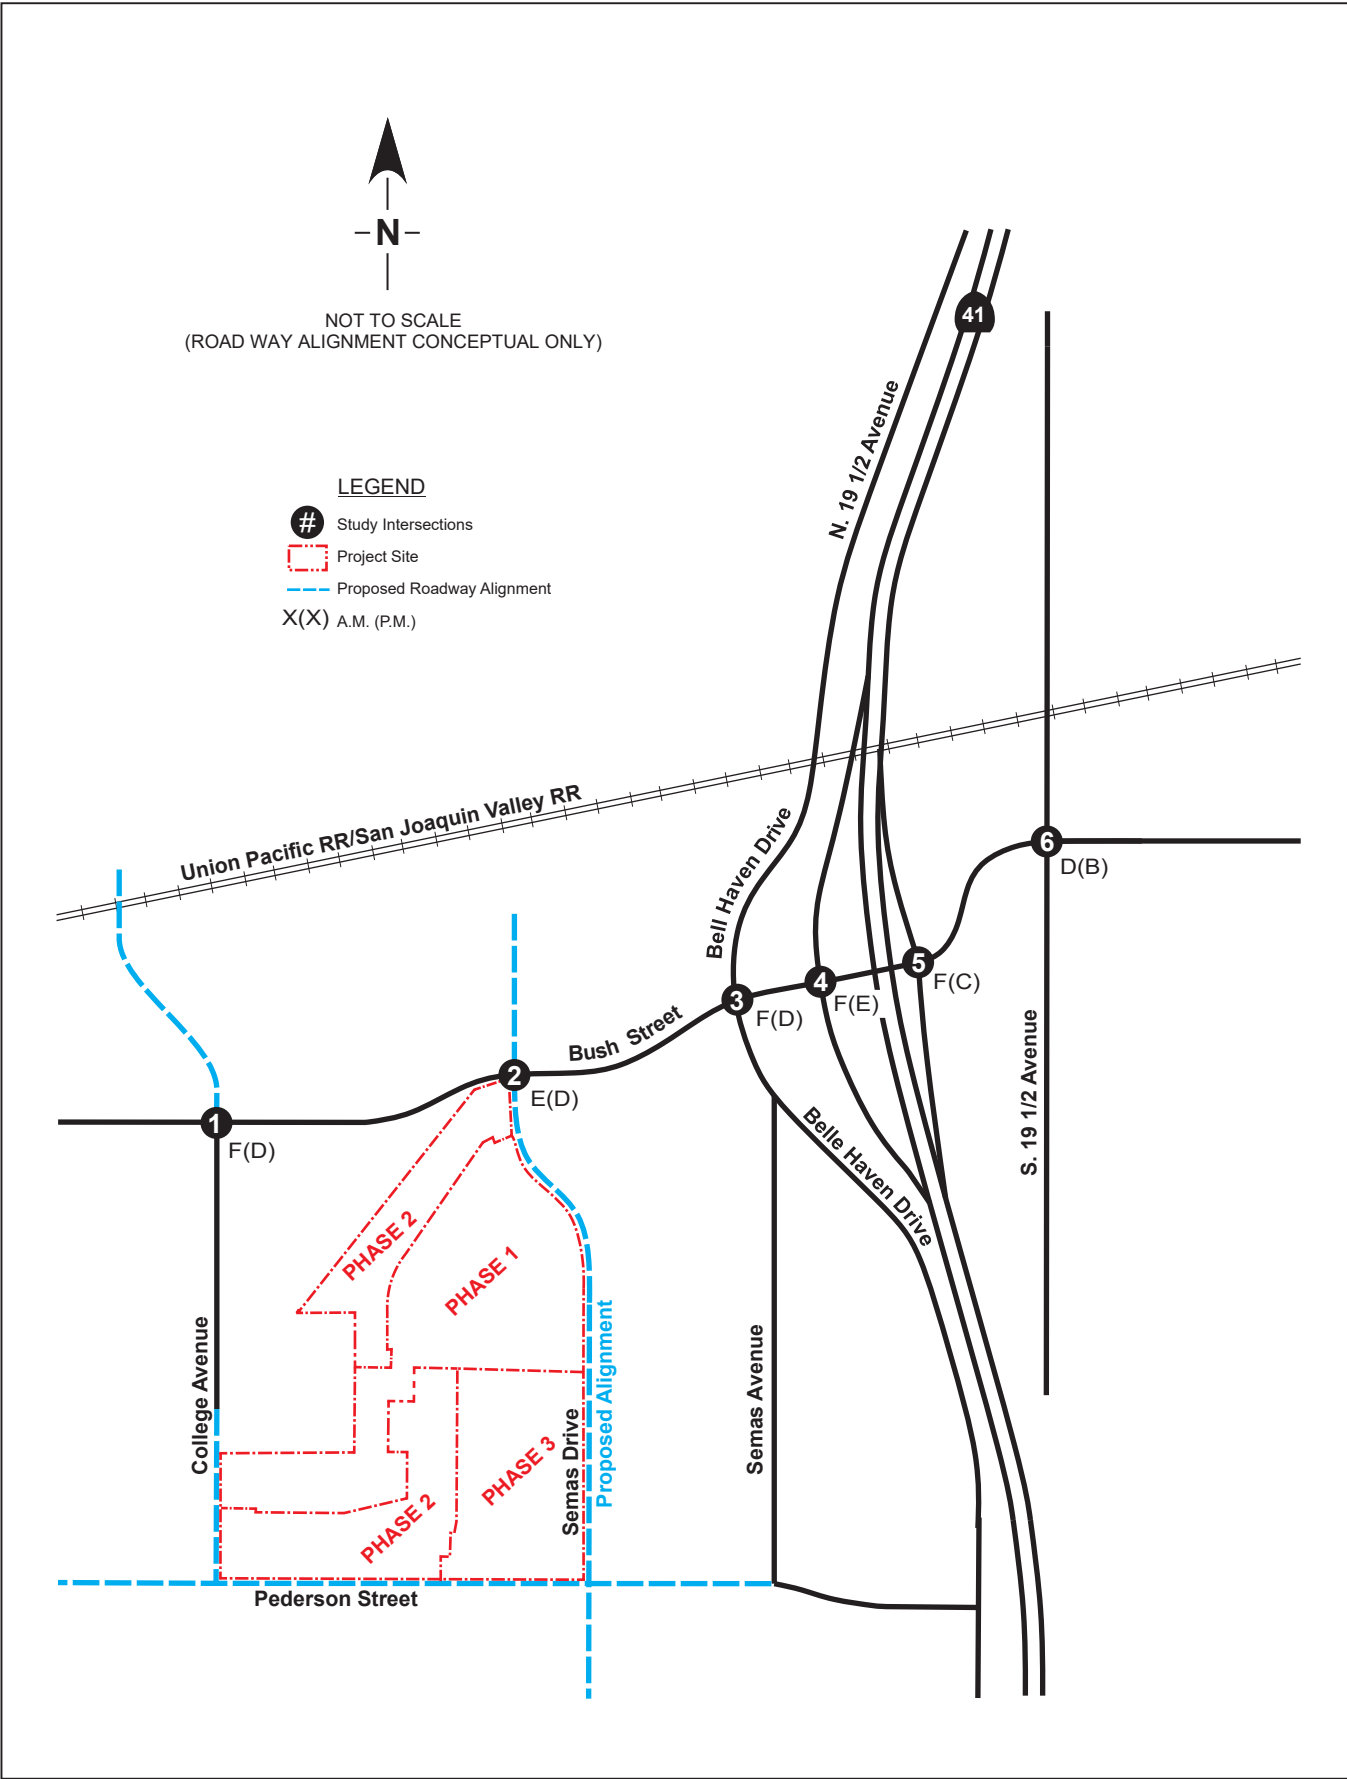 N
NOT TO SCALE
(ROAD WAY ALIGNMENT CONCEPTUAL ONLY)
41
N. 19 1/2 Avenue
LEGEND
# Study Intersections
Project Site
Proposed Roadway Alignment
X(X) A.M. (P.M.)
Union Pacific RR/San Joaquin Valley RR
Bell Haven Drive
6
D(B)
5
F(C)
4
F(E)
3
F(D)
Bush Street
2
E(D)
1
F(D)
S. 19 1/2 Avenue
Belle Haven Drive
PHASE 2
PHASE 1
College Avenue
Semas Drive
Proposed Alignment
Semas Avenue
PHASE 3
PHASE 2
Pederson Street